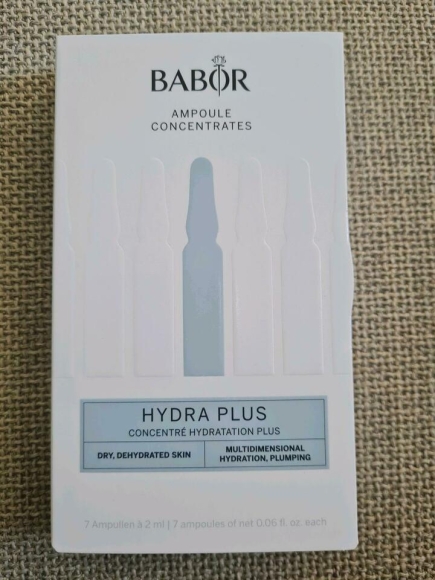 BABOR
AMPOULE
CONCENTRATES
HYDRA PLUS
CONCENTRÉ HYDRATATION PLUS
DRY, DEHYDRATED SKIN
MULTIDIMENSIONAL
HYDRATION, PLUMPING
7 Ampullen à 2 ml | 7 ampoules of net 0.06 fl. oz. each